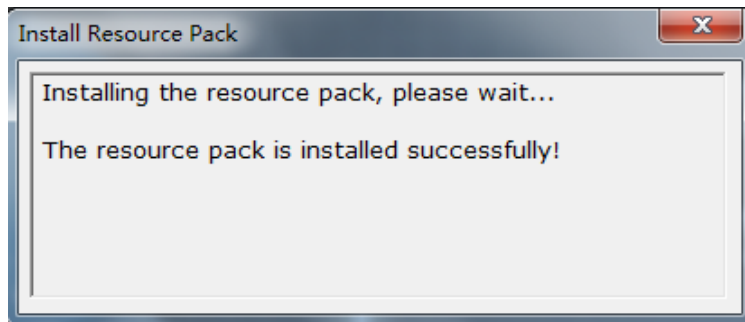 Install Resource Pack
Installing the resource pack, please wait...
The resource pack is installed successfully!